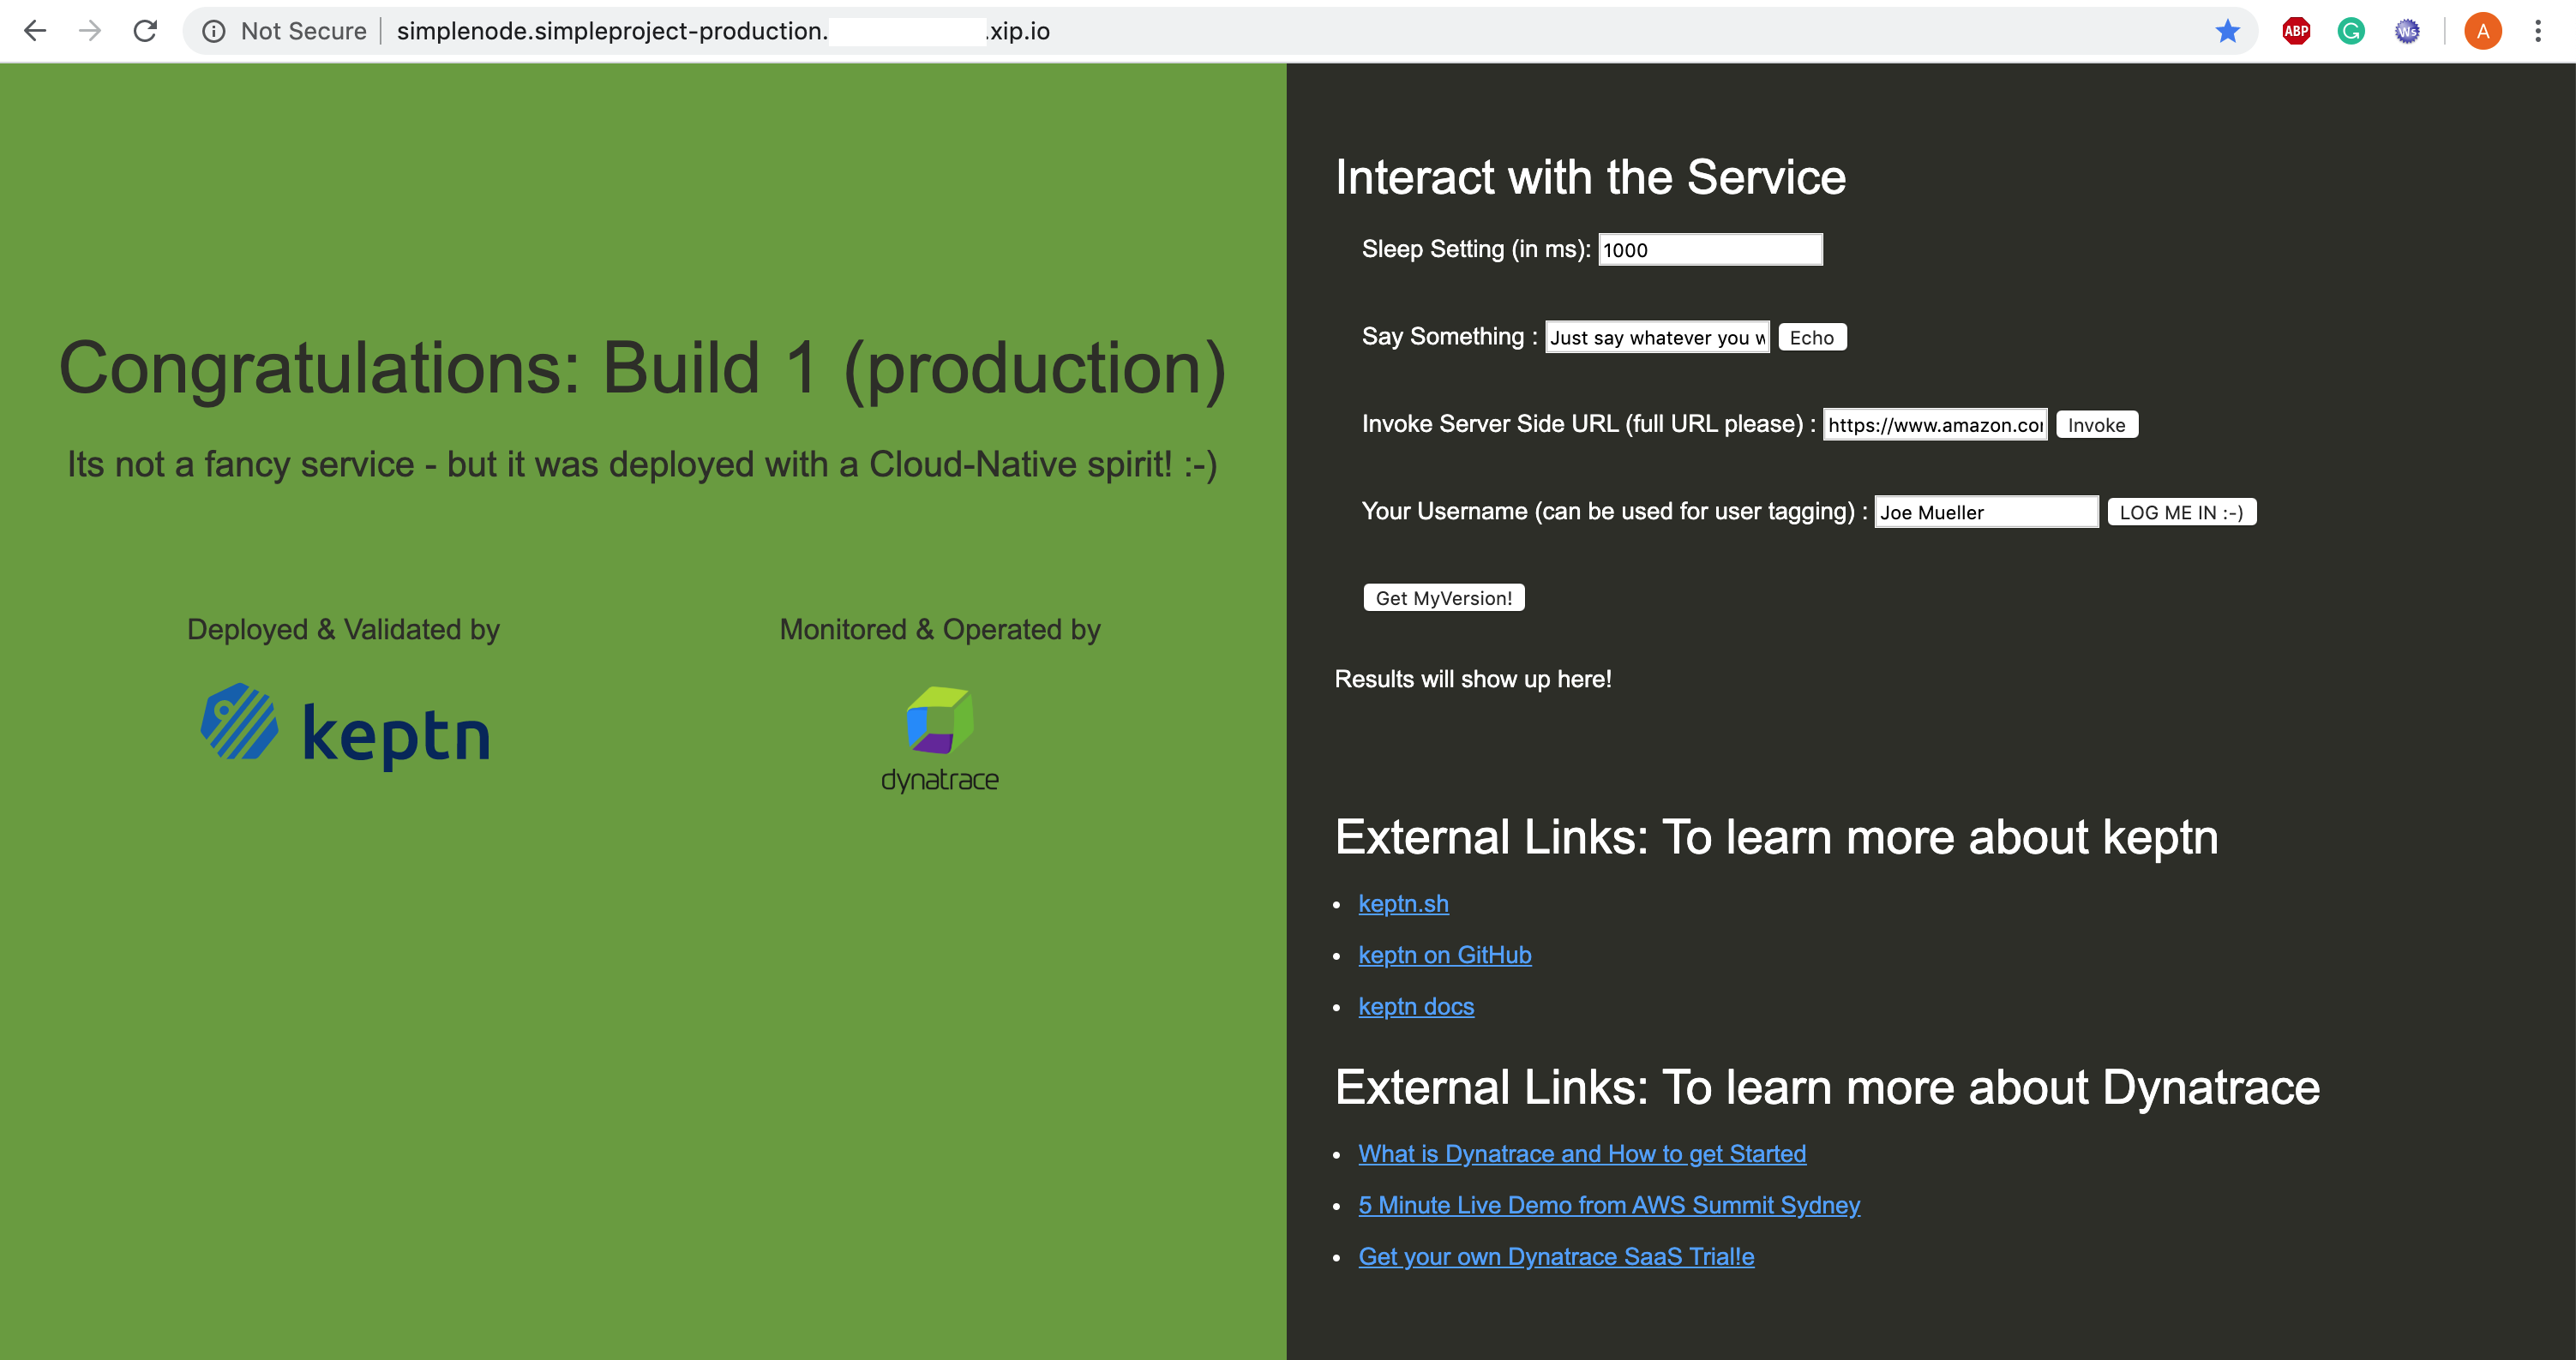 Not Secure simplenode.simpleproject-production. .xip.io
ABP
G
Ws
A
Congratulations: Build 1 (production)
Its not a fancy service - but it was deployed with a Cloud-Native spirit! :-)
Deployed & Validated by
keptn
Monitored & Operated by
dynatrace
Interact with the Service
Sleep Setting (in ms): 1000
Say Something : Just say whatever you w Echo
Invoke Server Side URL (full URL please) : https://www.amazon.co Invoke
Your Username (can be used for user tagging) : Joe Mueller LOG ME IN :-)
Get MyVersion!
Results will show up here!
External Links: To learn more about keptn
keptn.sh
keptn on GitHub
keptn docs
External Links: To learn more about Dynatrace
What is Dynatrace and How to get Started
5 Minute Live Demo from AWS Summit Sydney
Get your own Dynatrace SaaS Trial!e